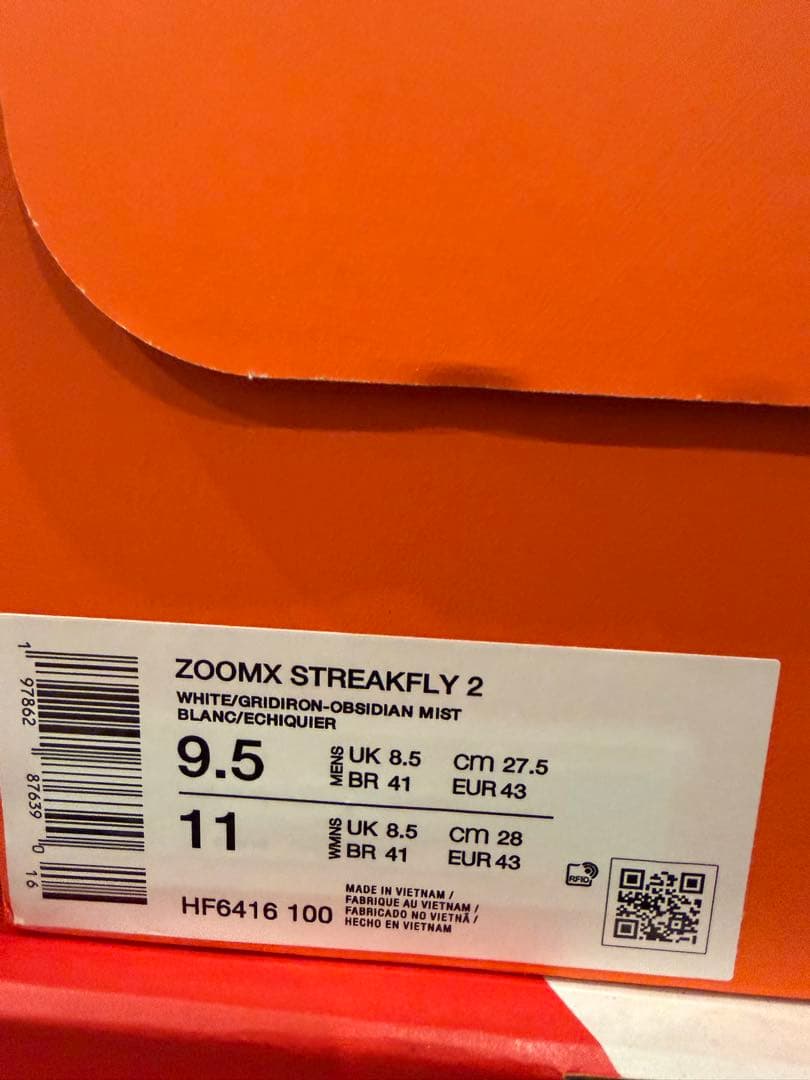 ZOOMX STREAKFLY 2
WHITE/GRIDIRON-OBSIDIAN MIST
BLANC/ECHIQUIER
9.5 MENS UK 8.5 cm 27.5
BR 41 EUR 43
11 WMNS UK 8.5 cm 28
BR 41 EUR 43
HF6416 100
MADE IN VIETNAM /
FABRIQUE AU VIETNAM /
FABRICADO NO VIETNÃ /
HECHO EN VIETNAM
RFID
1 97862 87639 0 16